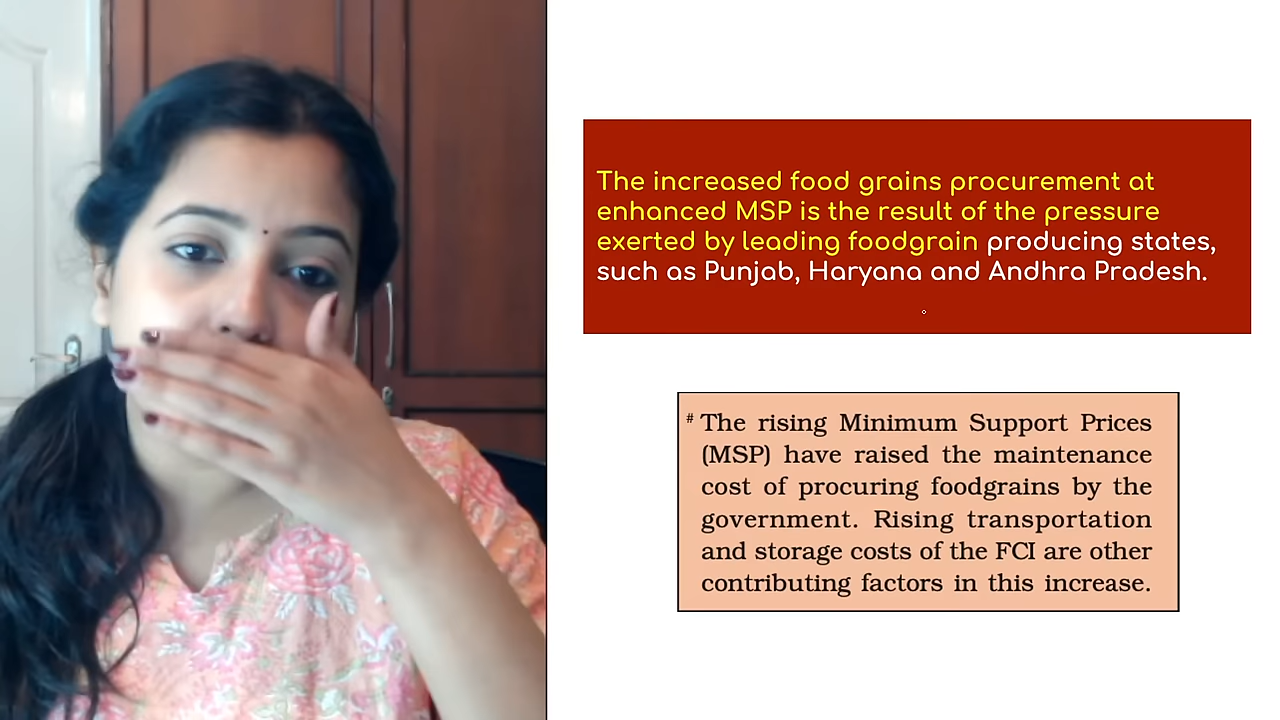 The increased food grains procurement at
enhanced MSP is the result of the pressure
exerted by leading foodgrain producing states,
such as Punjab, Haryana and Andhra Pradesh.
# The rising Minimum Support Prices
(MSP) have raised the maintenance
cost of procuring foodgrains by the
government. Rising transportation
and storage costs of the FCI are other
contributing factors in this increase.